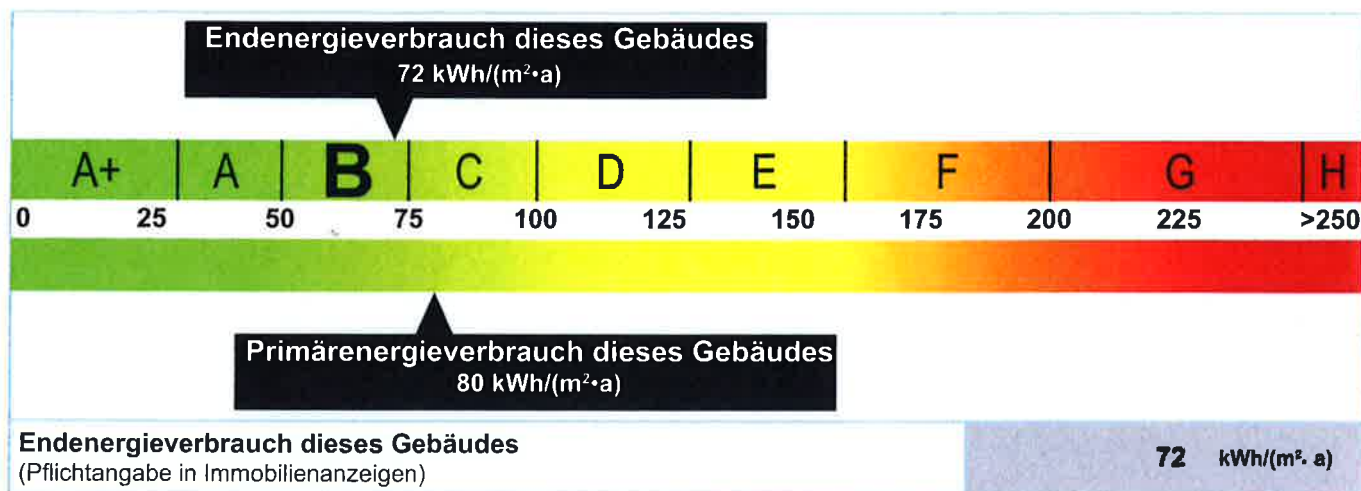 Endenergieverbrauch dieses Gebäudes
72 kWh/(m²•a)
A+ A B C D E F G H
0 25 50 75 100 125 150 175 200 225 >250
Primärenergieverbrauch dieses Gebäudes
80 kWh/(m²•a)
Endenergieverbrauch dieses Gebäudes
(Pflichtangabe in Immobilienanzeigen)
72 kWh/(m²· a)